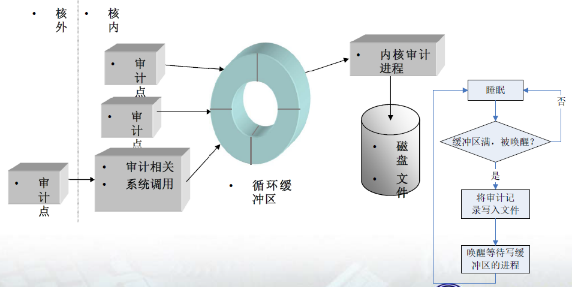 • 核外
• 核内
• 审计点
• 审计点
• 审计点
• 审计相关
• 系统调用
• 循环缓
冲区
• 内核审计
进程
• 磁盘
• 文件
睡眠
否
缓冲区满，被唤醒？
是
将审计记
录写入文件
唤醒等待写缓
冲区的进程